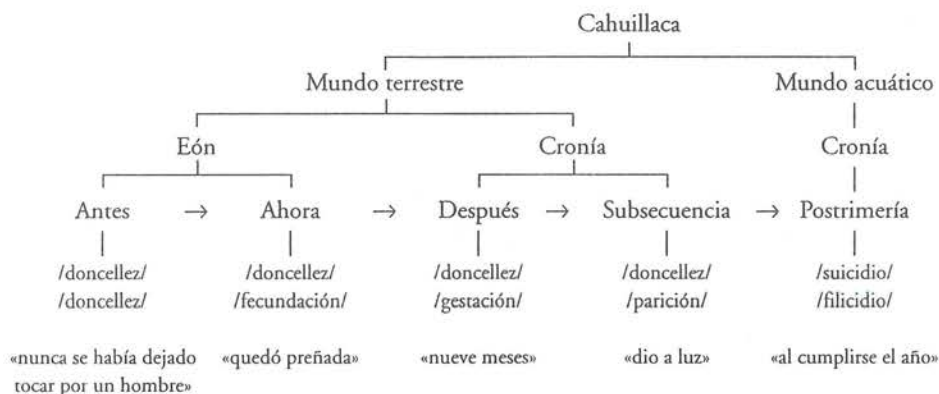 Cahuillaca
Mundo terrestre Mundo acuático
Eón Cronía Cronía
Antes → Ahora → Después → Subsecuencia → Postrimería
/doncellez/ /doncellez/ /doncellez/ /doncellez/ /suicidio/
/doncellez/ /fecundación/ /gestación/ /parición/ /filicidio/
«nunca se había dejado «quedó preñada» «nueve meses» «dio a luz» «al cumplirse el año»
tocar por un hombre»